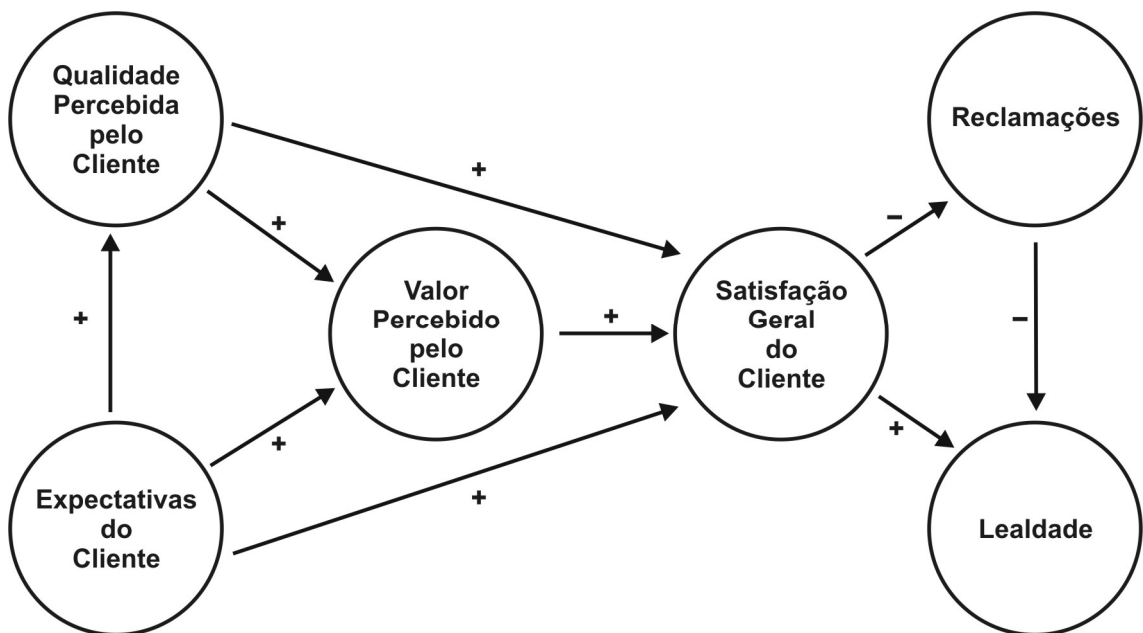 Qualidade
Percebida
pelo
Cliente
Reclamações
+
+
-
+
Valor
Percebido
pelo
Cliente
+
Satisfação
Geral
do
Cliente
-
+
+
+
Expectativas
do
Cliente
Lealdade